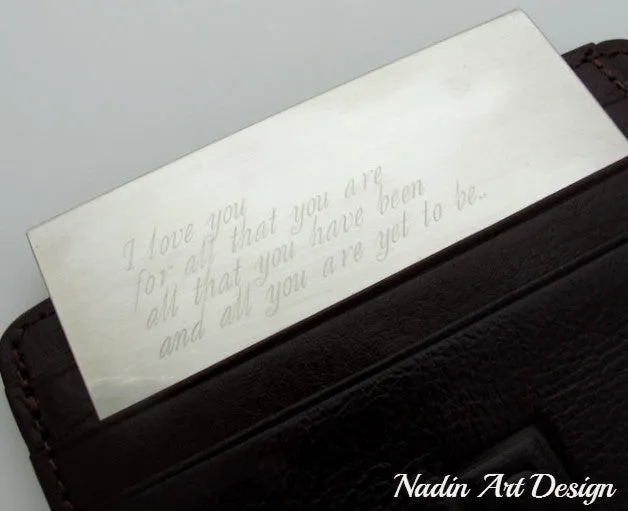 I love you
for all that you are
all that you have been
and all you are yet to be..
Nadin Art Design